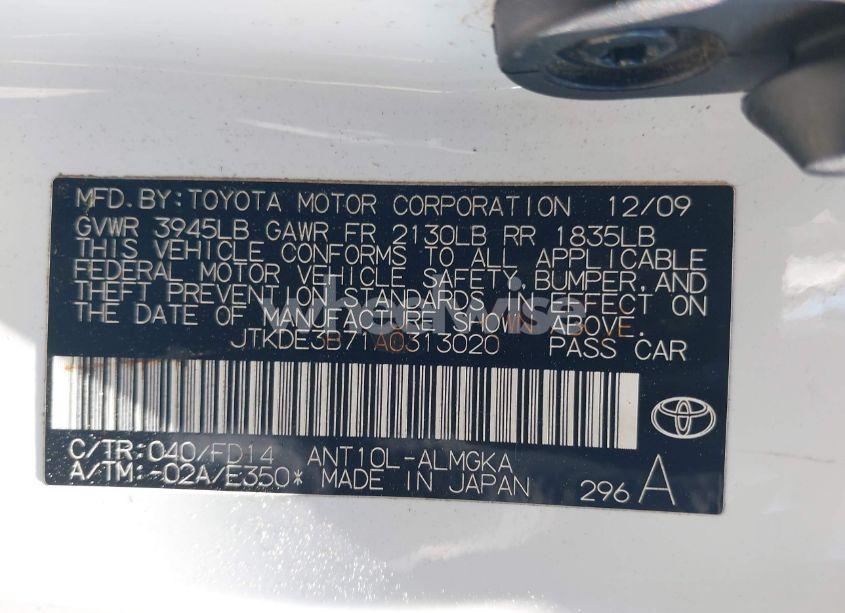 MFD. BY: TOYOTA MOTOR CORPORATION 12/09
GVWR 3945LB GAWR FR 2130LB RR 1835LB
THIS VEHICLE CONFORMS TO ALL APPLICABLE
FEDERAL MOTOR VEHICLE SAFETY, BUMPER, AND
THEFT PREVENTION STANDARDS IN EFFECT ON
THE DATE OF MANUFACTURE SHOWN ABOVE.
JTKDE3B71A0313020 PASS CAR
C/TR: 040/FD14 ANT10L-ALMGKA
A/TM: -02A/E350* MADE IN JAPAN
296 A